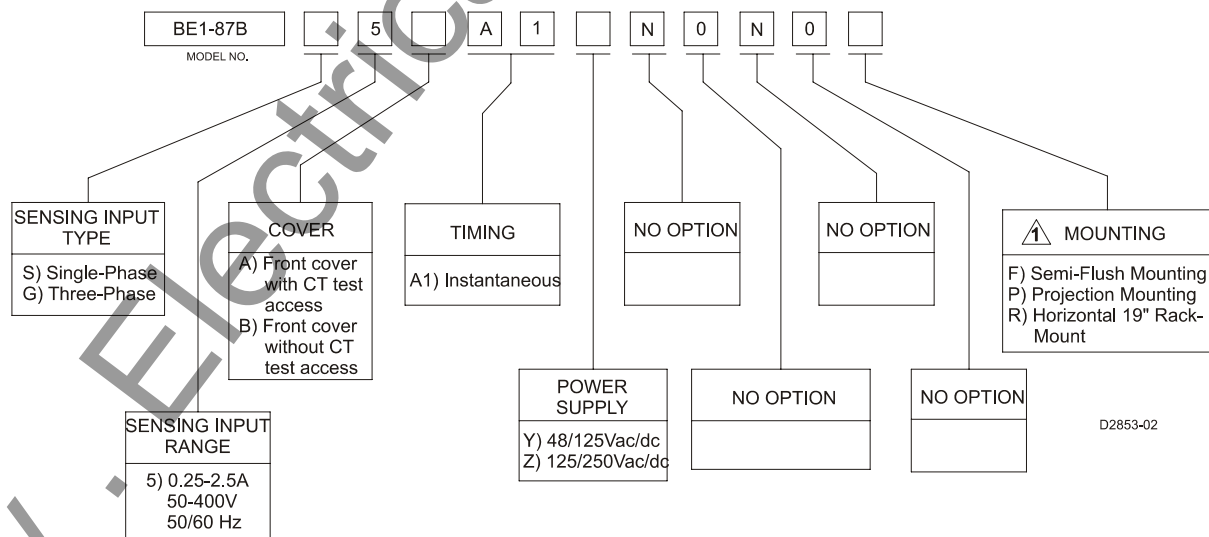 BE1-87B 5 A 1 N 0 N 0
MODEL NO.
SENSING INPUT
TYPE
S) Single-Phase
G) Three-Phase
COVER
A) Front cover
with CT test
access
B) Front cover
without CT
test access
TIMING
A1) Instantaneous
NO OPTION
NO OPTION
1 MOUNTING
F) Semi-Flush Mounting
P) Projection Mounting
R) Horizontal 19" Rack-
Mount
SENSING INPUT
RANGE
5) 0.25-2.5A
50-400V
50/60 Hz
POWER
SUPPLY
Y) 48/125Vac/dc
Z) 125/250Vac/dc
NO OPTION
NO OPTION
D2853-02
. Electric